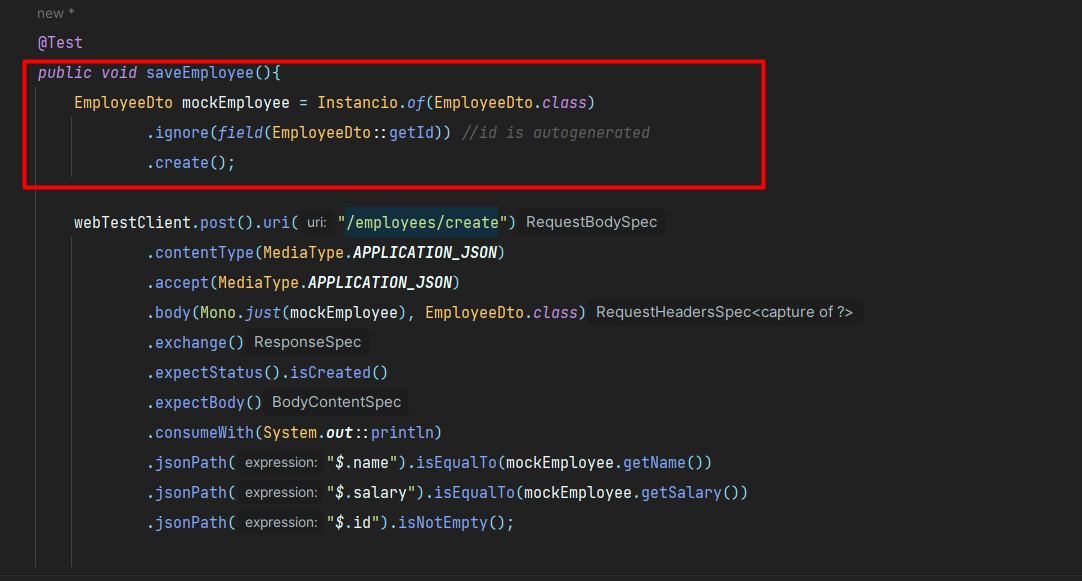 new *
@Test
public void saveEmployee(){
EmployeeDto mockEmployee = Instancio.of(EmployeeDto.class)
.ignore(field(EmployeeDto::getId)) //id is autogenerated
.create();
webTestClient.post().uri( uri: "/employees/create") RequestBodySpec
.contentType(MediaType.APPLICATION_JSON)
.accept(MediaType.APPLICATION_JSON)
.body(Mono.just(mockEmployee), EmployeeDto.class) RequestHeadersSpec<capture of ?>
.exchange() ResponseSpec
.expectStatus().isCreated()
.expectBody() BodyContentSpec
.consumeWith(System.out::println)
.jsonPath( expression: "$.name").isEqualTo(mockEmployee.getName())
.jsonPath( expression: "$.salary").isEqualTo(mockEmployee.getSalary())
.jsonPath( expression: "$.id").isNotEmpty();